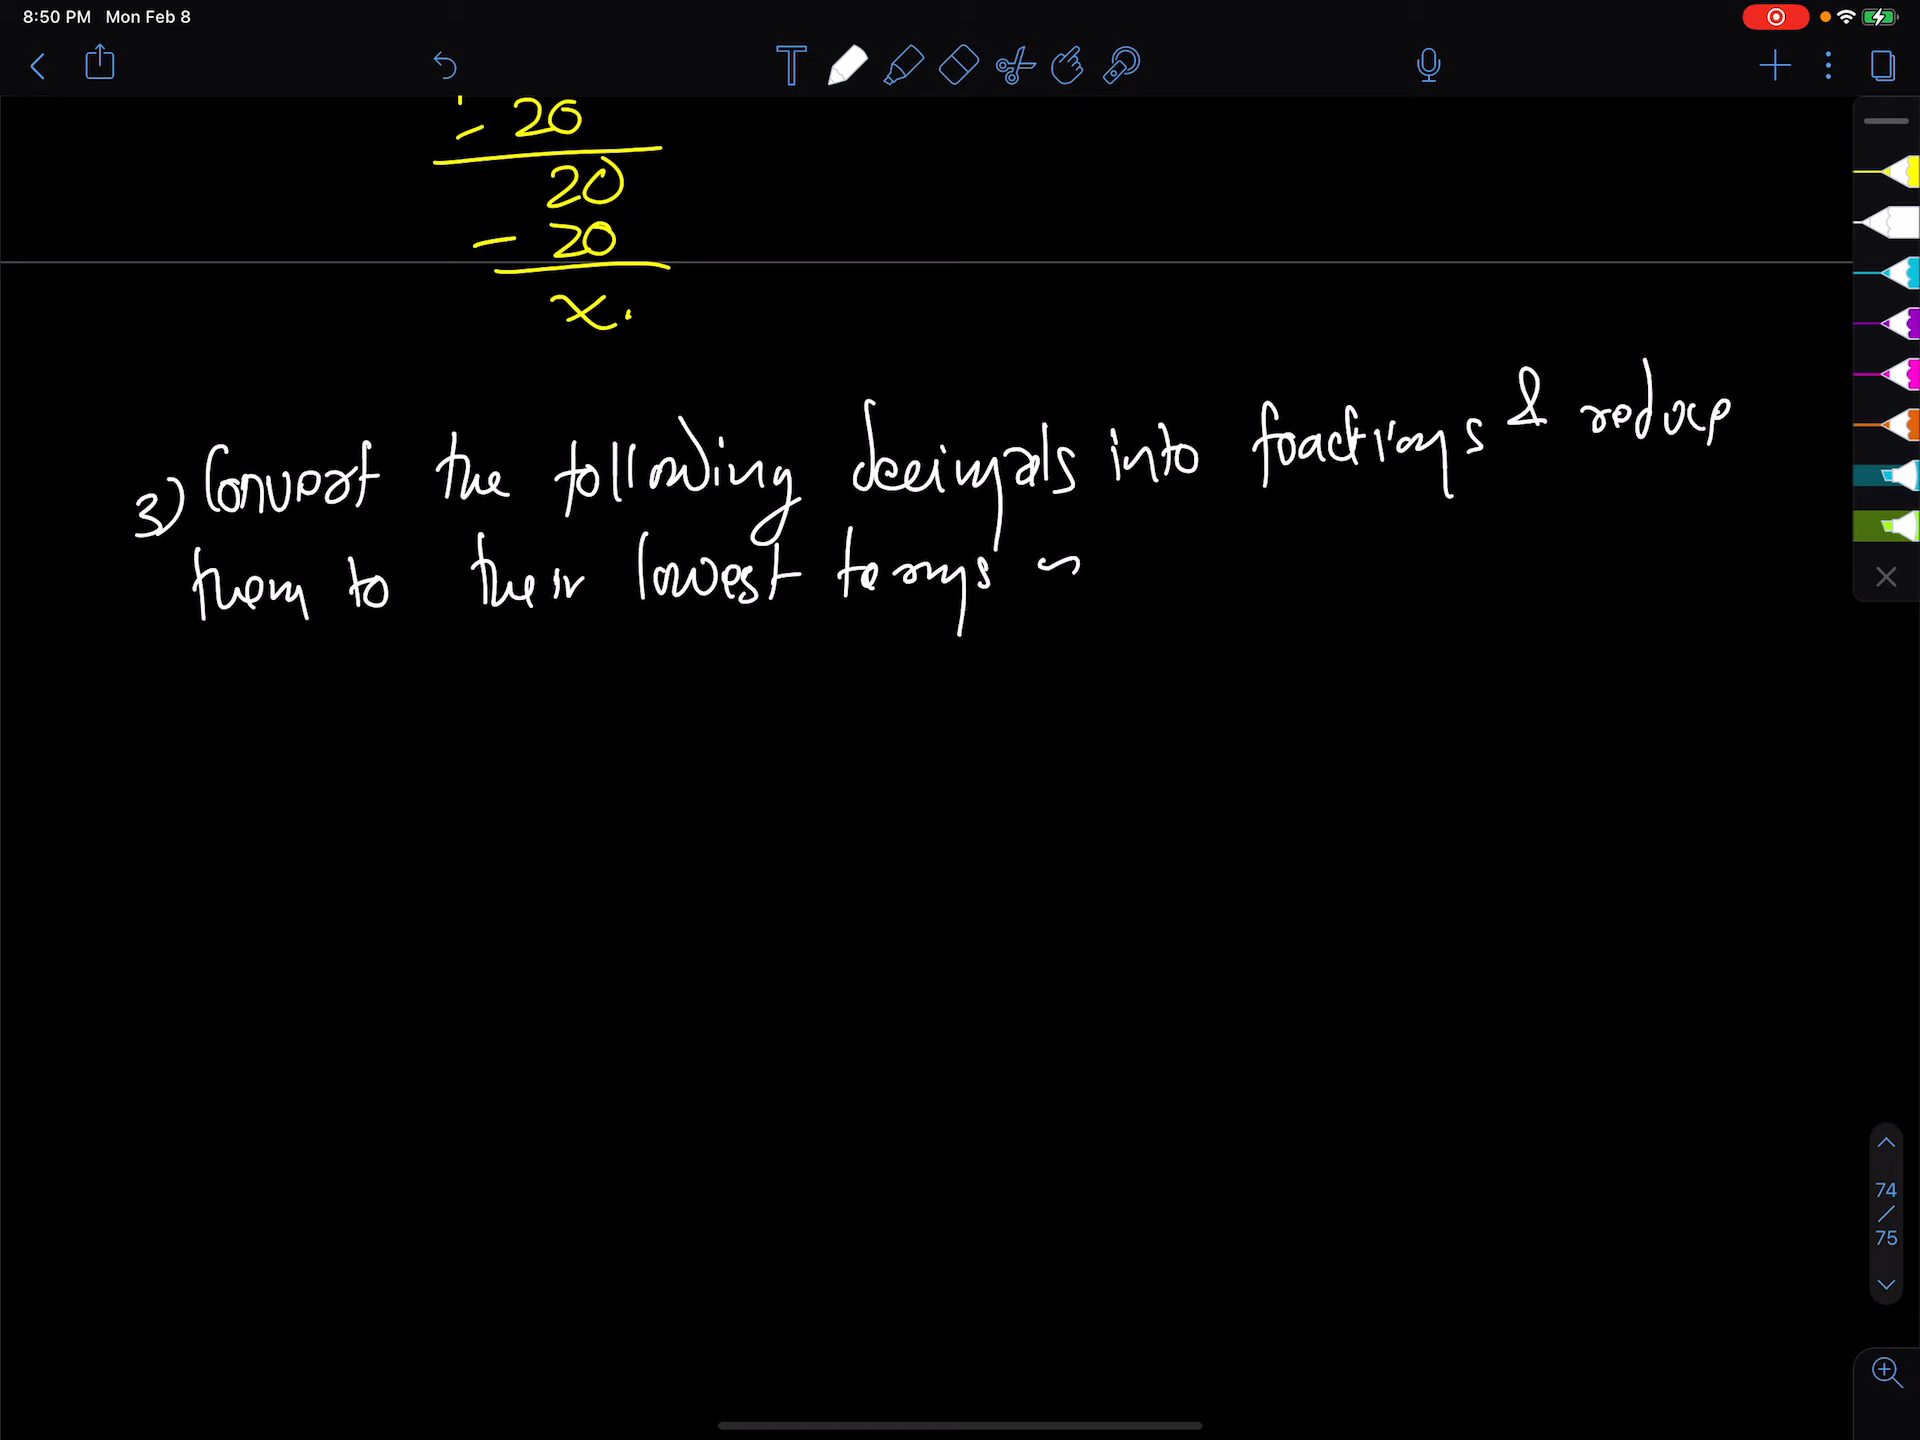 8:50 PM Mon Feb 8
T
- 20
20
- 20
x.
3) Convert the following decimals into fractions & reduce
them to their lowest terms
74
/
75